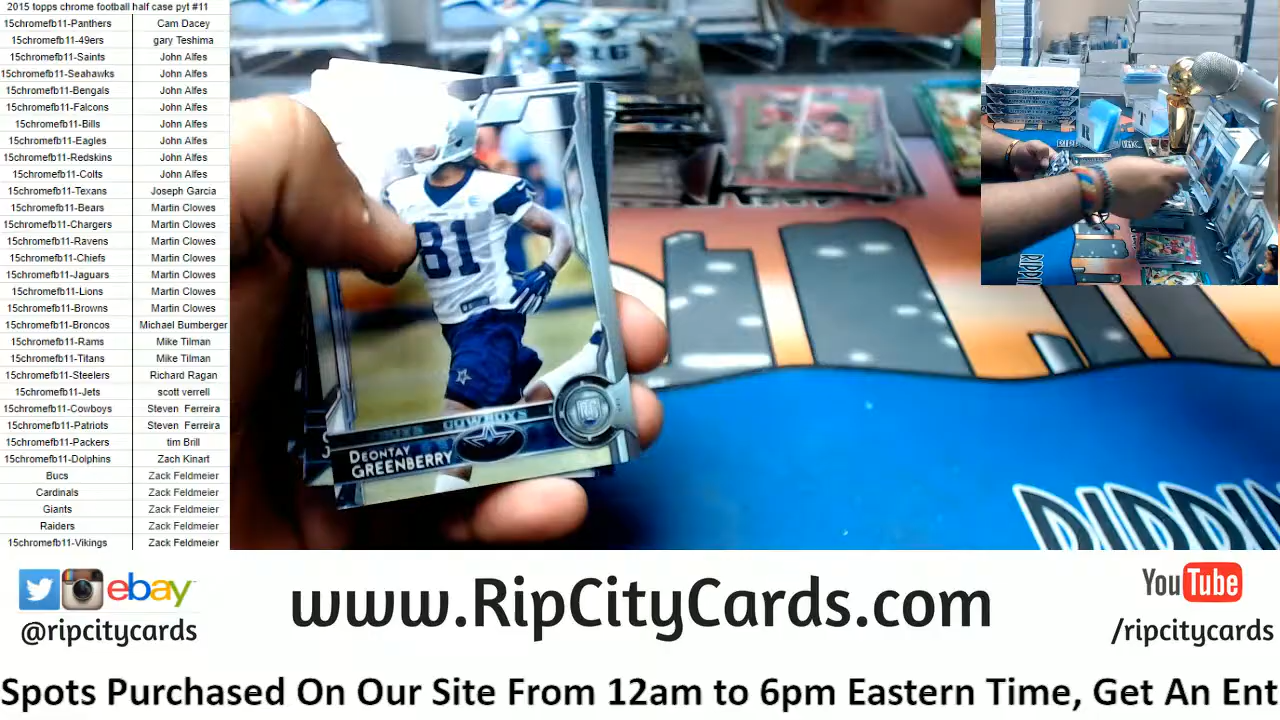 2015 topps chrome football half case pyt #11
15chromefb11-Panthers Cam Dacey
15chromefb11-49ers gary Teshima
15chromefb11-Saints John Alfes
15chromefb11-Seahawks John Alfes
15chromefb11-Bengals John Alfes
15chromefb11-Falcons John Alfes
15chromefb11-Bills John Alfes
15chromefb11-Eagles John Alfes
15chromefb11-Redskins John Alfes
15chromefb11-Colts John Alfes
15chromefb11-Texans Joseph Garcia
15chromefb11-Bears Martin Clowes
15chromefb11-Chargers Martin Clowes
15chromefb11-Ravens Martin Clowes
15chromefb11-Chiefs Martin Clowes
15chromefb11-Jaguars Martin Clowes
15chromefb11-Lions Martin Clowes
15chromefb11-Browns Martin Clowes
15chromefb11-Broncos Michael Bumberger
15chromefb11-Rams Mike Tilman
15chromefb11-Titans Mike Tilman
15chromefb11-Steelers Richard Ragan
15chromefb11-Jets scott verrell
15chromefb11-Cowboys Steven Ferreira
15chromefb11-Patriots Steven Ferreira
15chromefb11-Packers tim Brill
15chromefb11-Dolphins Zach Kinart
Bucs Zack Feldmeier
Cardinals Zack Feldmeier
Giants Zack Feldmeier
Raiders Zack Feldmeier
15chromefb11-Vikings Zack Feldmeier
16
81
COWBOYS
DEONTAY
GREENBERRY
RIPPIN
ebay
@ripcitycards
www.RipCityCards.com
YouTube
/ripcitycards
Spots Purchased On Our Site From 12am to 6pm Eastern Time, Get An Ent